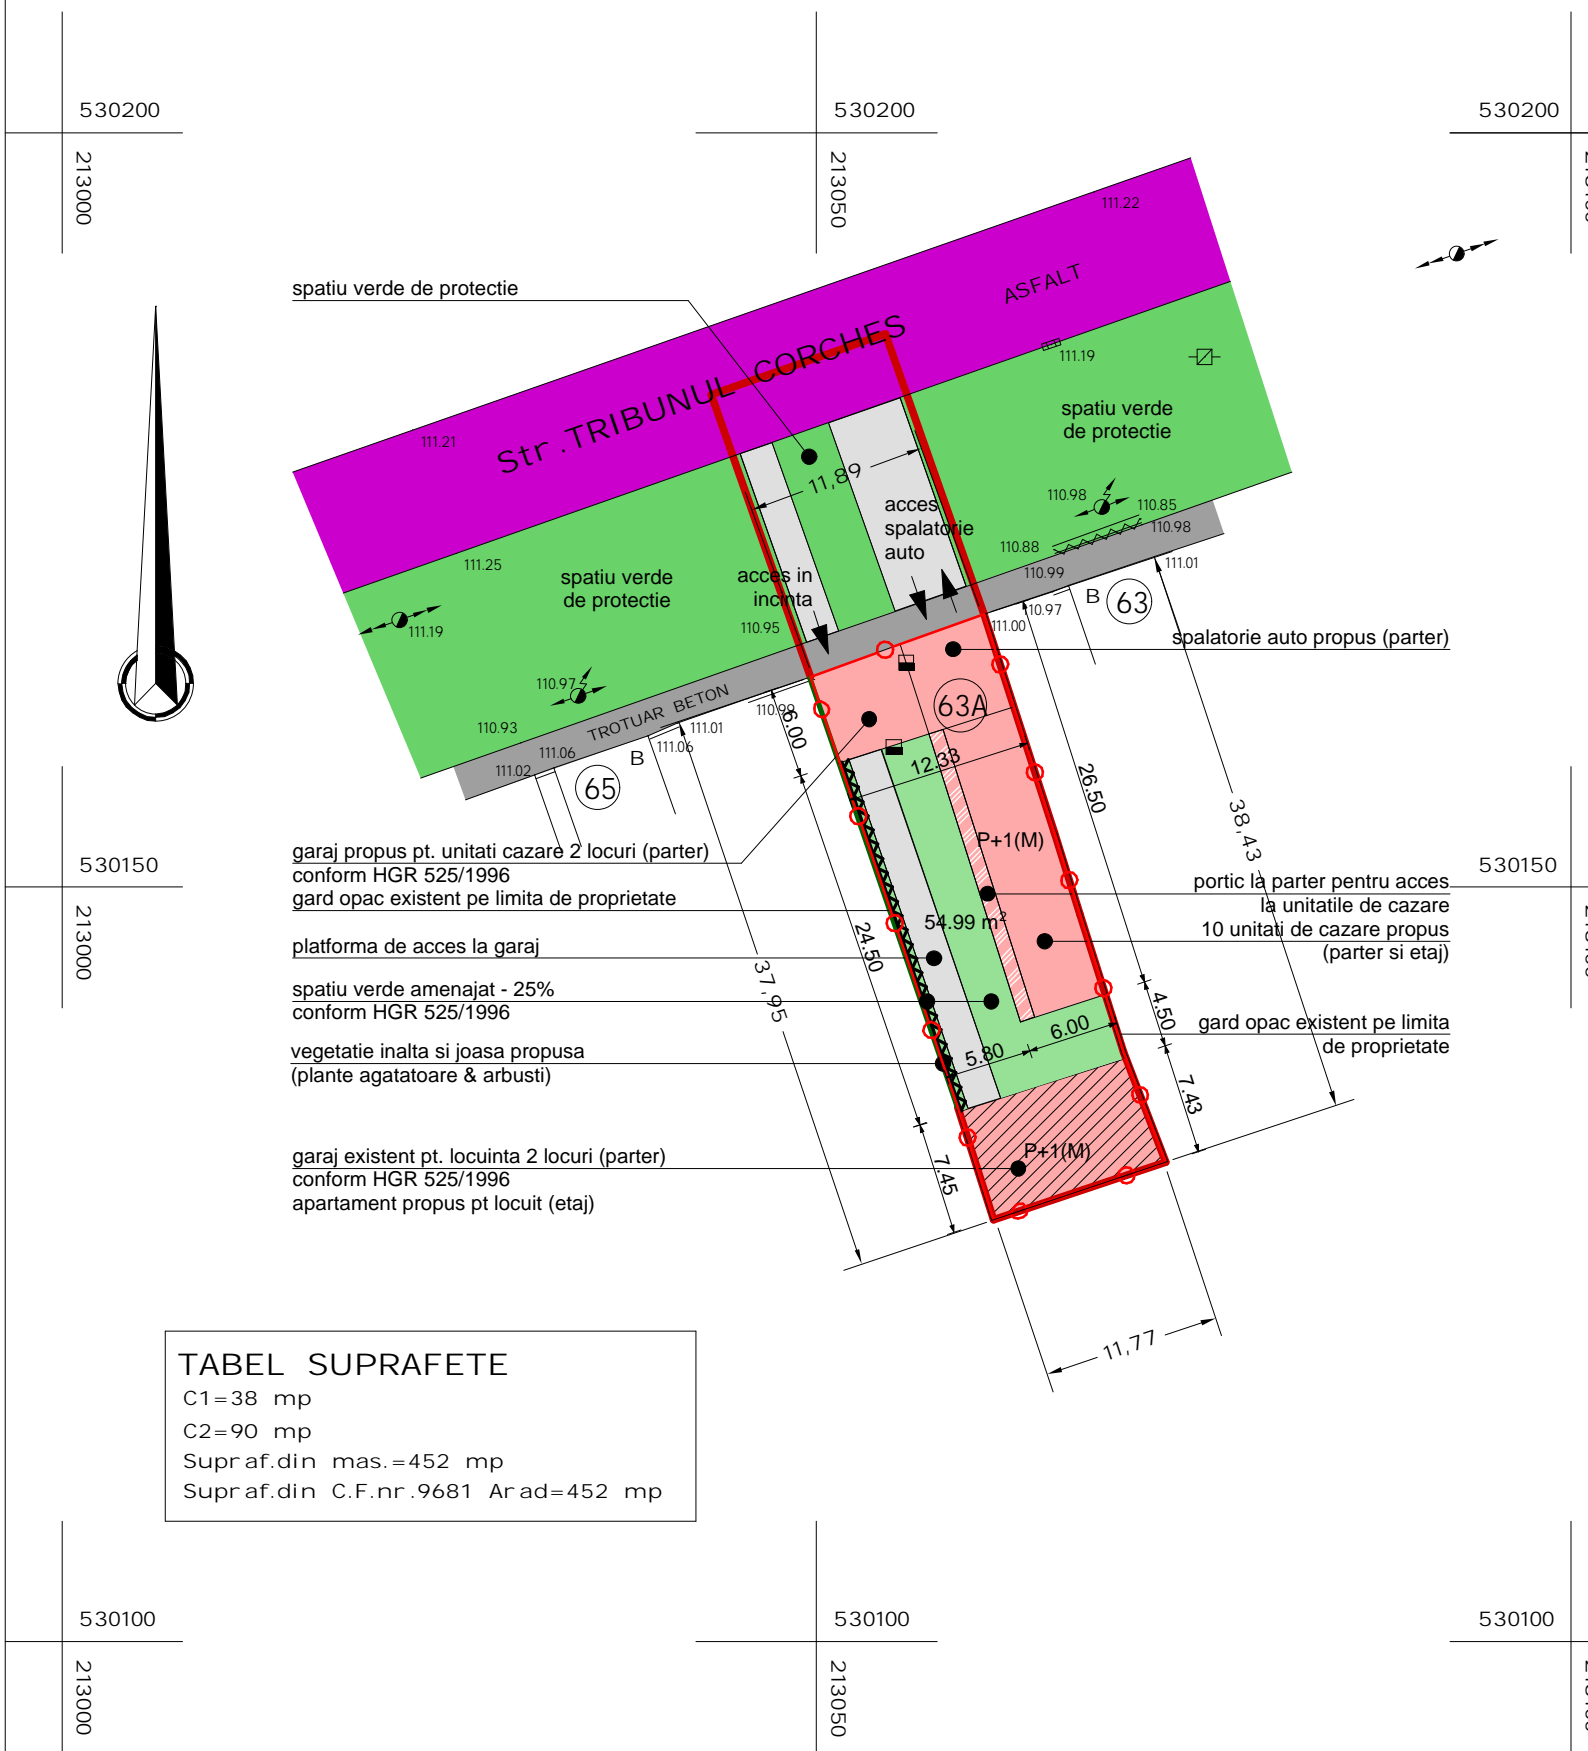 530200
530200
530200
213000
213050
111.22
spatiu verde de protectie
ASFALT
Str.TRIBUNUL CORCHES
111.19
spatiu verde
de protectie
111.21
11,89
110.98
110.85
110.98
acces
spalatorie
auto
110.88
111.25
110.99
111.01
spatiu verde
de protectie
acces in
incinta
110.97
B
63
111.19
110.95
111.00
spalatorie auto propus (parter)
110.97
TROTUAR BETON
110.99
63A
110.93
111.01
6.00
111.06
111.06
B
111.02
65
12.33
26.50
38,43
P+1(M)
garaj propus pt. unitati cazare 2 locuri (parter)
conform HGR 525/1996
530150
530150
gard opac existent pe limita de proprietate
portic la parter pentru acces
la unitatile de cazare
10 unitati de cazare propus
(parter si etaj)
213000
54.99 m²
24.50
platforma de acces la garaj
37,95
spatiu verde amenajat - 25%
conform HGR 525/1996
4.50
gard opac existent pe limita
de proprietate
6.00
5.80
vegetatie inalta si joasa propusa
(plante agatatoare & arbusti)
7.43
garaj existent pt. locuinta 2 locuri (parter)
conform HGR 525/1996
apartament propus pt locuit (etaj)
P+1(M)
7.45
11,77
TABEL SUPRAFETE
C1=38 mp
C2=90 mp
Supraf.din mas.=452 mp
Supraf.din C.F.nr.9681 Arad=452 mp
530100
530100
530100
213000
213050